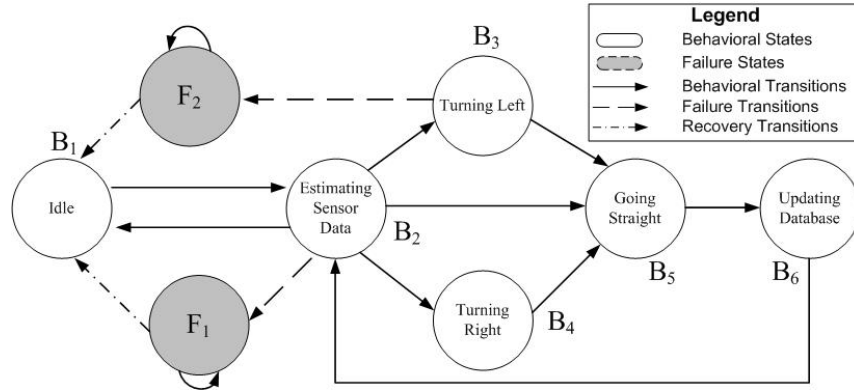 Legend
Behavioral States
Failure States
Behavioral Transitions
Failure Transitions
Recovery Transitions
F2
B3
Turning Left
B1
Idle
Estimating
Sensor
Data
B2
Going
Straight
B5
Updating
Database
B6
F1
Turning
Right
B4